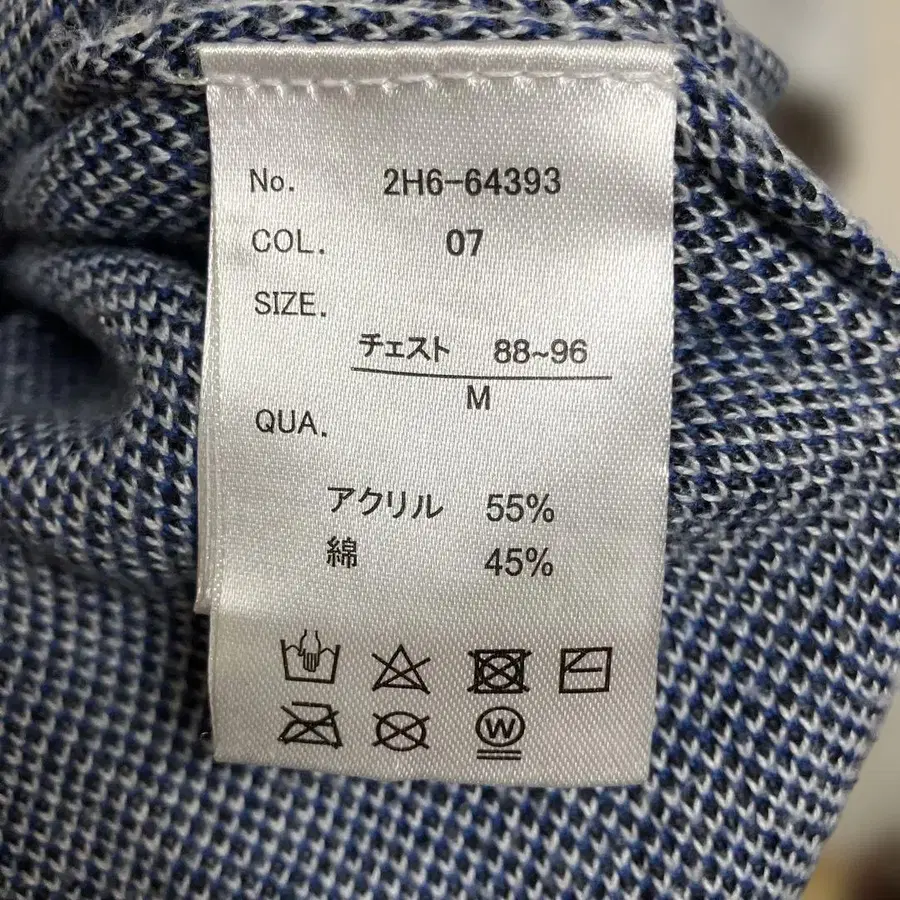 No. 2H6-64393
COL. 07
SIZE.
チェスト 88~96
M
QUA.
アクリル 55%
綿 45%
W